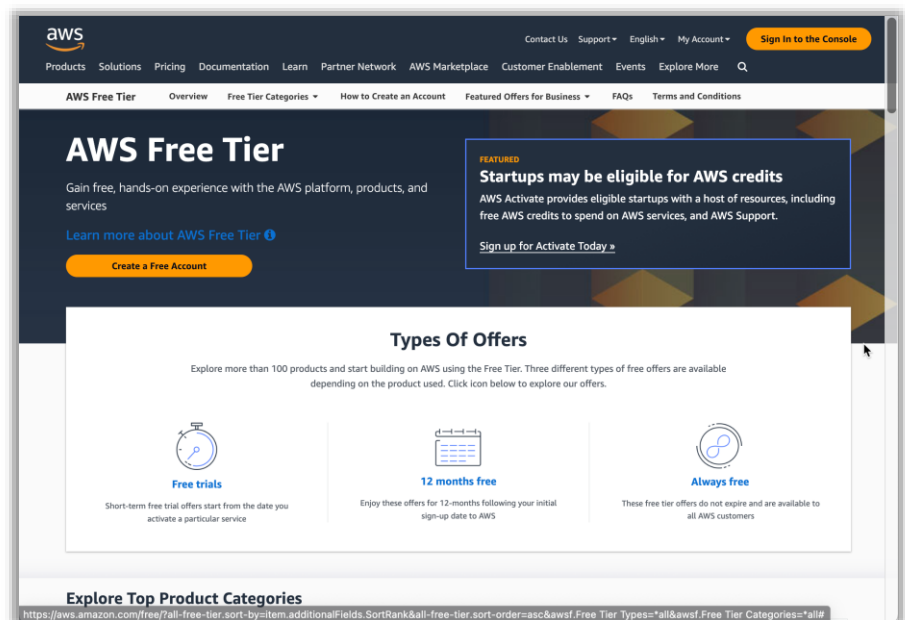 aws
Contact Us Support English My Account Sign In to the Console
Products Solutions Pricing Documentation Learn Partner Network AWS Marketplace Customer Enablement Events Explore More
AWS Free Tier Overview Free Tier Categories How to Create an Account Featured Offers for Business FAQs Terms and Conditions
AWS Free Tier
Gain free, hands-on experience with the AWS platform, products, and
services
Learn more about AWS Free Tier
Create a Free Account
FEATURED
Startups may be eligible for AWS credits
AWS Activate provides eligible startups with a host of resources, including
free AWS credits to spend on AWS services, and AWS Support.
Sign up for Activate Today »
Types Of Offers
Explore more than 100 products and start building on AWS using the Free Tier. Three different types of free offers are available
depending on the product used. Click icon below to explore our offers.
Free trials
Short-term free trial offers start from the date you
activate a particular service
12 months free
Enjoy these offers for 12-months following your initial
sign-up date to AWS
Always free
These free tier offers do not expire and are available to
all AWS customers
Explore Top Product Categories
https://aws.amazon.com/free/?all-free-tier.sort-by=item.additionalFields.SortRank&all-free-tier.sort-order=asc&awsf.Free Tier Types=*all&awsf.Free Tier Categories=*all#